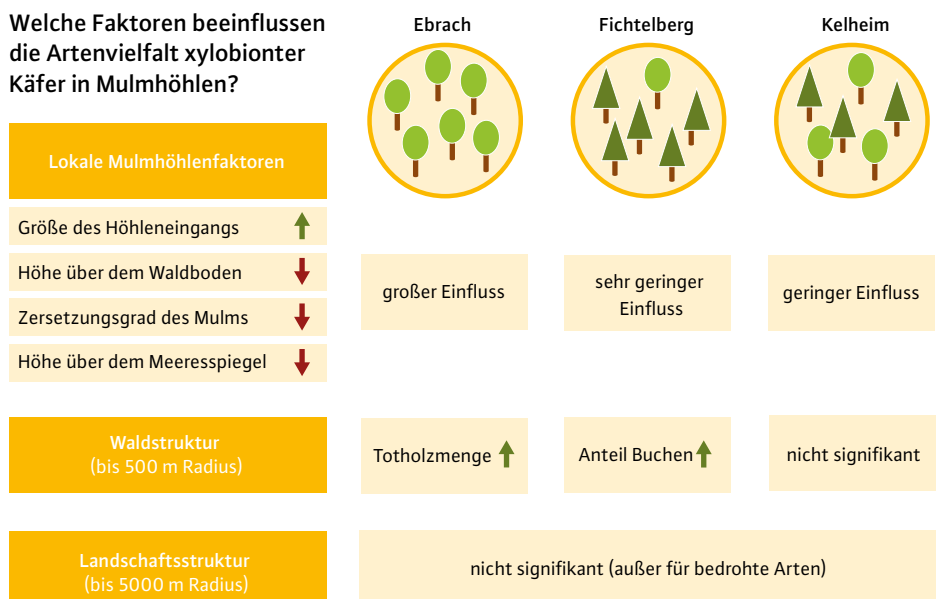 Welche Faktoren beeinflussen
die Artenvielfalt xylobionter
Käfer in Mulmhöhlen?
Ebrach
Fichtelberg
Kelheim
Lokale Mulmhöhlenfaktoren
Größe des Höhleneingangs
Höhe über dem Waldboden
Zersetzungsgrad des Mulms
Höhe über dem Meeresspiegel
großer Einfluss
sehr geringer
Einfluss
geringer Einfluss
Waldstruktur
(bis 500 m Radius)
Totholzmenge
Anteil Buchen
nicht signifikant
Landschaftsstruktur
(bis 5000 m Radius)
nicht signifikant (außer für bedrohte Arten)